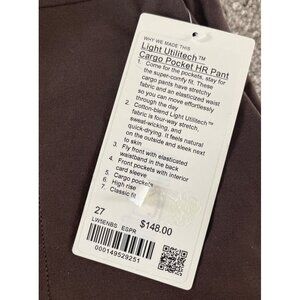 WHY WE MADE THIS
Light Utilitech™
Cargo Pocket HR Pant
1. Come for the pockets, stay for
the super-comfy fit. These
pants have stretchy
fabric and an elasticized waist
so you can move effortlessly
through the day
2. Cotton-blend Light Utilitech™
fabric is four-way stretch,
sweat-wicking, and
quick-drying. It feels natural
on the outside and sleek next
to skin
3. Fly front with elasticated
waistband in the back
4. Front pockets with interior
card sleeve
5. Cargo pockets
6. High rise
7. Classic fit
27
$148.00
LW5ENBS ESPR
000149529251